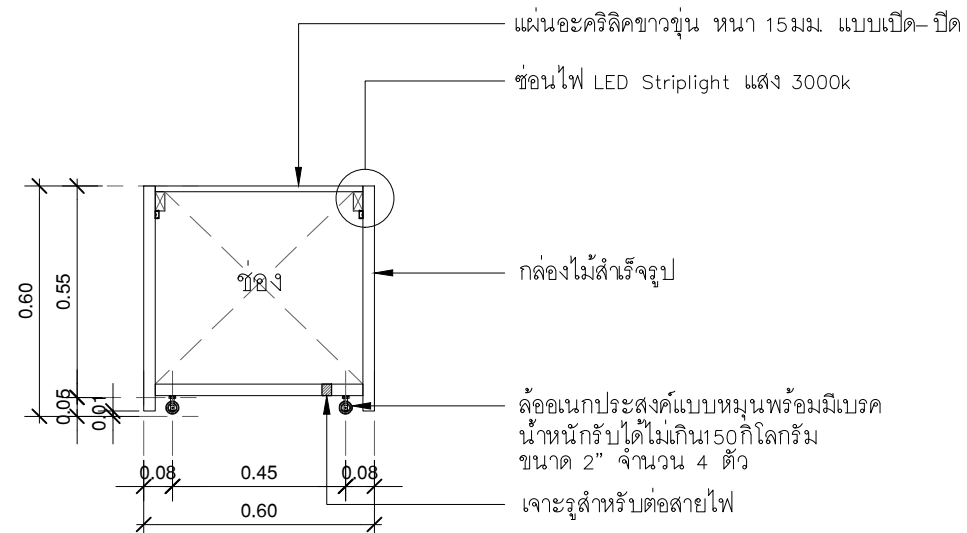 แผ่นอะคริลิคขาวขุ่น หนา 15มม. แบบเปิด-ปิด
ซ่อนไฟ LED Striplight แสง 3000k
ช่อง
กล่องไม้สำเร็จรูป
0.60
0.55
0.05
0.01
ล้ออเนกประสงค์แบบหมุนพร้อมมีเบรค
น้ำหนักรับได้ไม่เกิน150กิโลกรัม
ขนาด 2" จำนวน 4 ตัว
0.08
0.45
0.08
เจาะรูสำหรับต่อสายไฟ
0.60